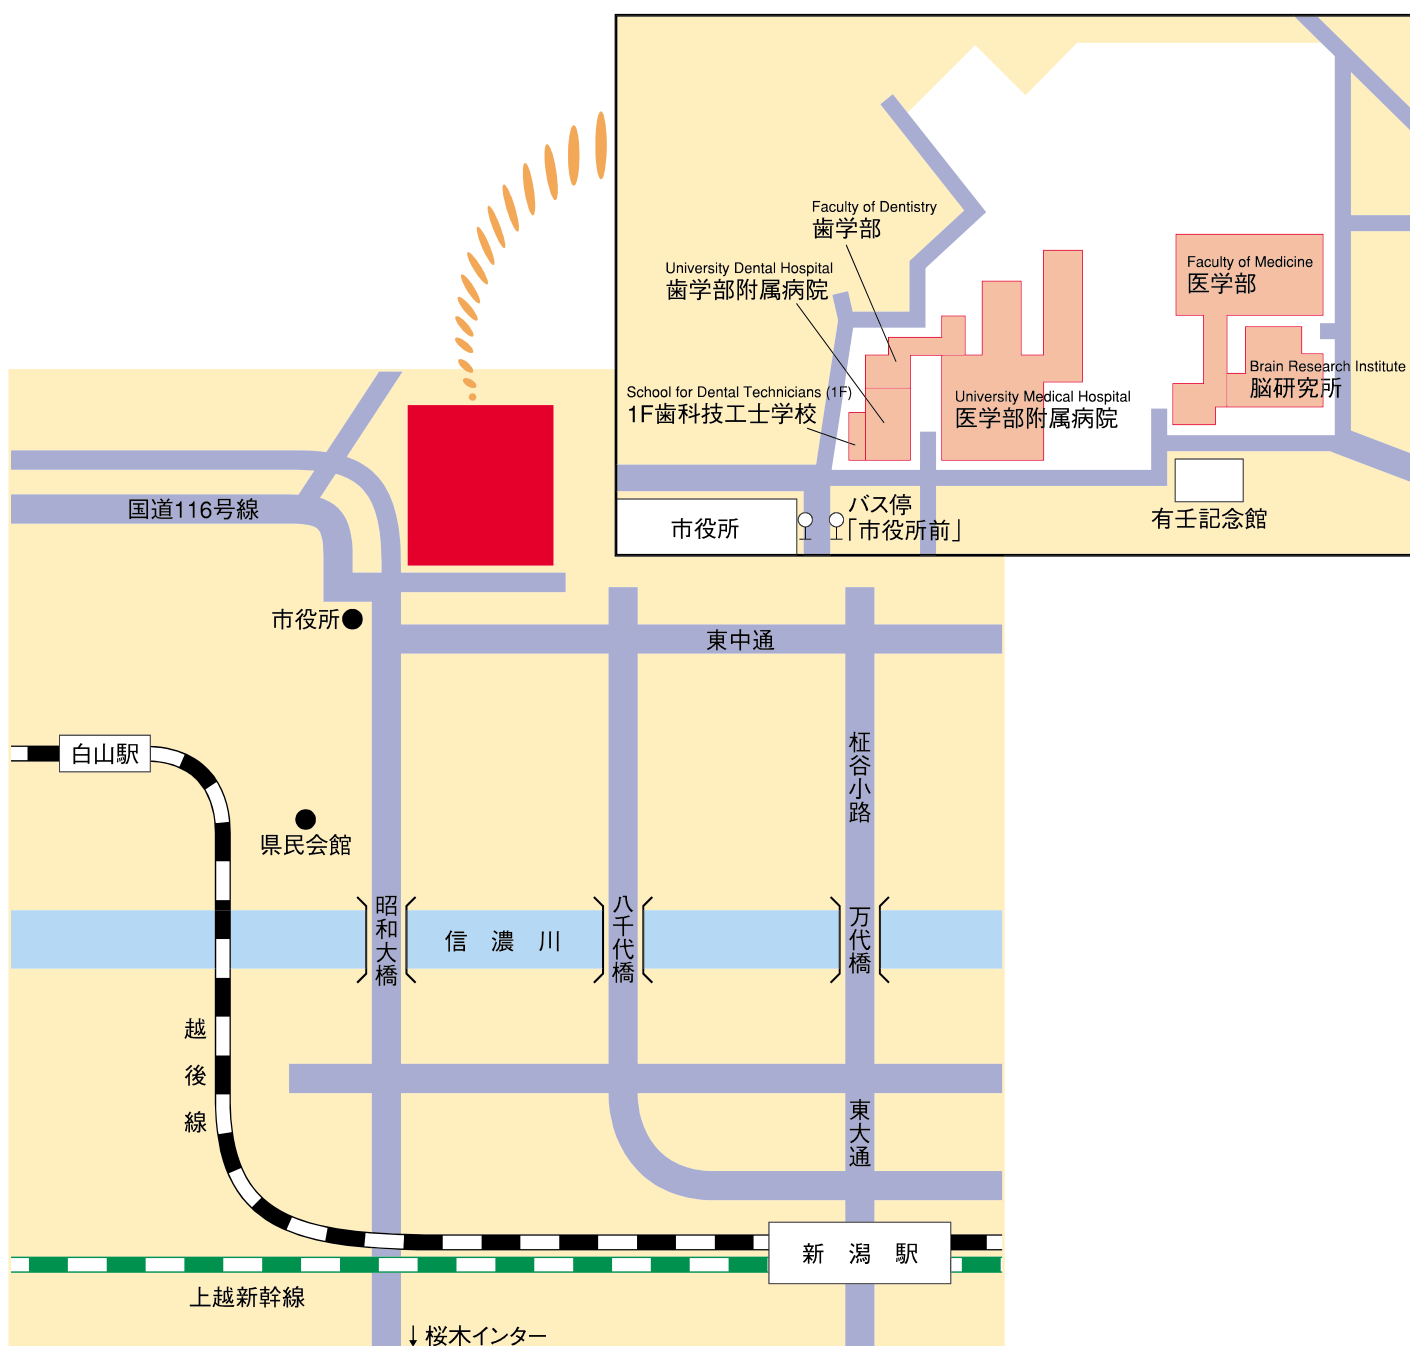 Faculty of Dentistry
歯学部
University Dental Hospital
歯学部附属病院
Faculty of Medicine
医学部
Brain Research Institute
脳研究所
School for Dental Technicians (1F)
1F歯科技工士学校
University Medical Hospital
医学部附属病院
バス停
「市役所前」
市役所
有壬記念館
国道116号線
市役所
東中通
白山駅
柾谷小路
県民会館
昭和大橋
信濃川
八千代橋
万代橋
越後線
東大通
新潟駅
上越新幹線
↓桜木インター